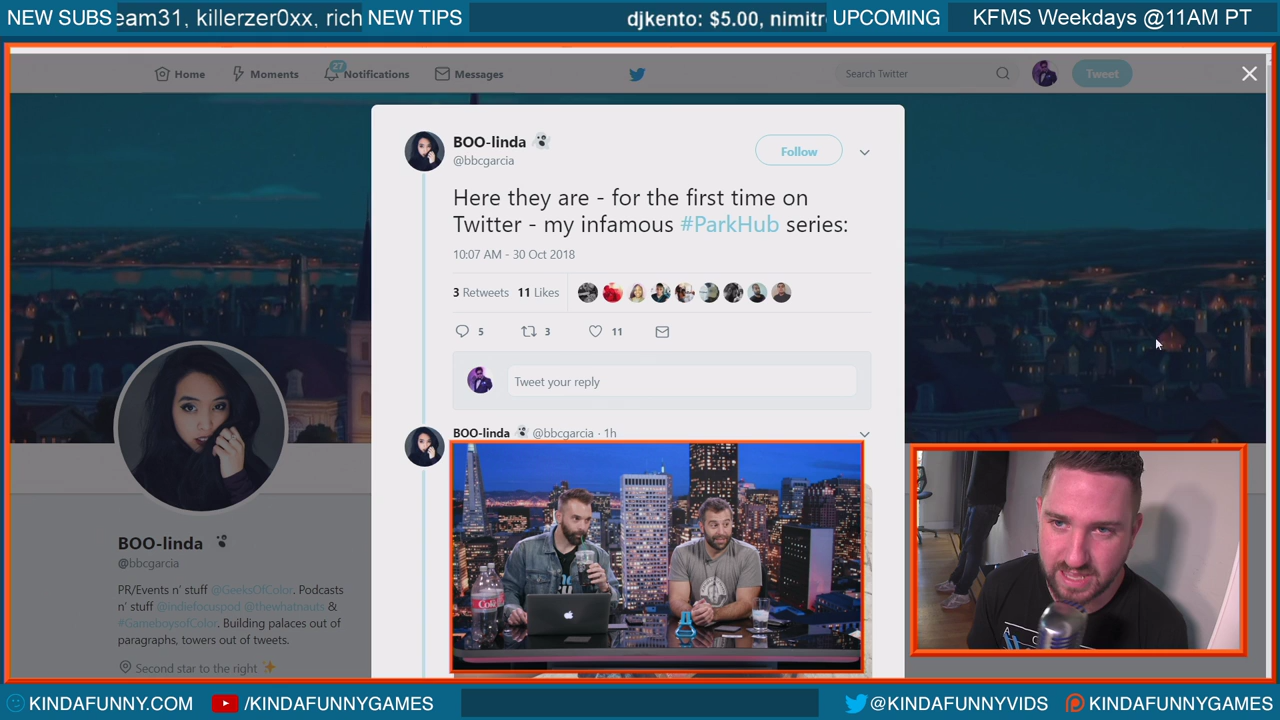 NEW SUBS
eam31, killerzer0xx, rich
NEW TIPS
djkento: $5.00, nimitr
UPCOMING
KFMS Weekdays @11AM PT
Home
Moments
27
Notifications
Messages
Search Twitter
Tweet
BOO-linda
@bbcgarcia
Follow
Here they are - for the first time on
Twitter - my infamous #ParkHub series:
10:07 AM - 30 Oct 2018
3 Retweets 11 Likes
5
3
11
Tweet your reply
BOO-linda @bbcgarcia · 1h
BOO-linda
@bbcgarcia
PR/Events n' stuff @GeeksOfColor. Podcasts
n' stuff @indiefocuspod @thewhatnauts &
#GameboysofColor. Building palaces out of
paragraphs, towers out of tweets.
Second star to the right
Coke
KINDAFUNNY.COM
/KINDAFUNNYGAMES
@KINDAFUNNYVIDS
KINDAFUNNYGAMES